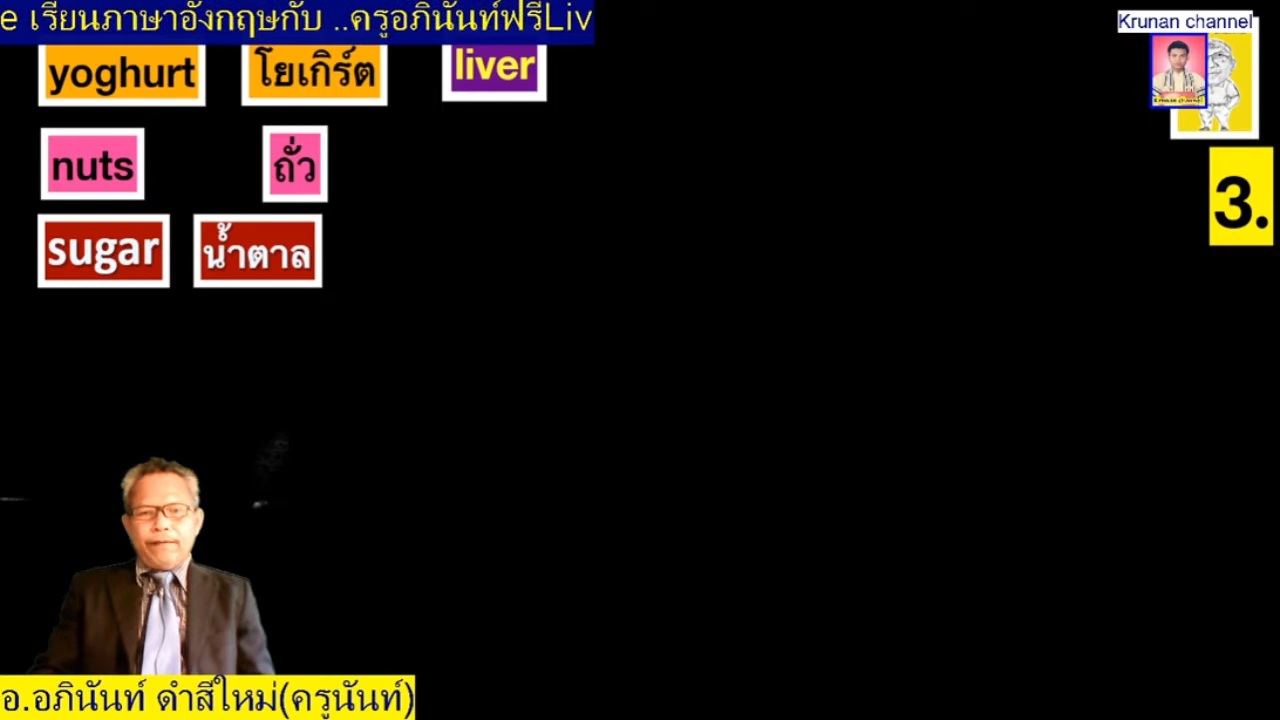 e เรียนภาษาอังกฤษกับ ..ครูอภินันท์ฟรีLiv
Krunan channel
yoghurt โยเกิร์ต liver
nuts ถั่ว
3.
sugar น้ำตาล
อ.อภินันท์ ดำสีใหม่(ครูนันท์)